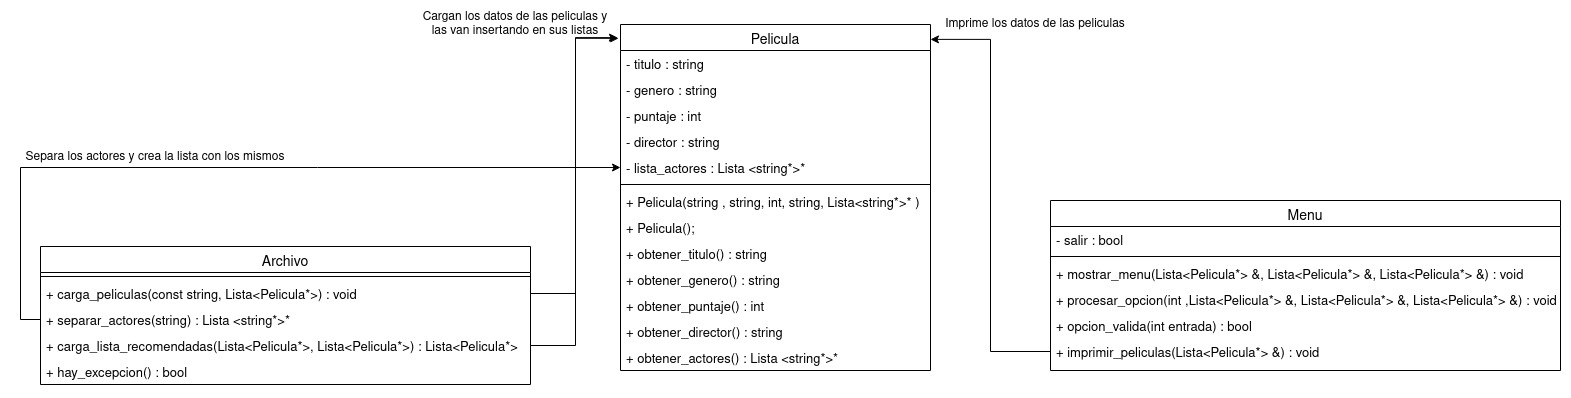 Cargan los datos de las peliculas y
las van insertando en sus listas
Imprime los datos de las peliculas
Pelicula
- titulo : string
- genero : string
- puntaje : int
- director : string
- lista_actores : Lista <string*>*
+ Pelicula(string , string, int, string, Lista<string*>* )
+ Pelicula();
+ obtener_titulo() : string
+ obtener_genero() : string
+ obtener_puntaje() : int
+ obtener_director() : string
+ obtener_actores() : Lista <string*>*
Separa los actores y crea la lista con los mismos
Archivo
+ carga_peliculas(const string, Lista<Pelicula*>) : void
+ separar_actores(string) : Lista <string*>*
+ carga_lista_recomendadas(Lista<Pelicula*>, Lista<Pelicula*>) : Lista<Pelicula*>
+ hay_excepcion() : bool
Menu
- salir : bool
+ mostrar_menu(Lista<Pelicula*> &, Lista<Pelicula*> &, Lista<Pelicula*> &) : void
+ procesar_opcion(int ,Lista<Pelicula*> &, Lista<Pelicula*> &, Lista<Pelicula*> &) : void
+ opcion_valida(int entrada) : bool
+ imprimir_peliculas(Lista<Pelicula*> &) : void